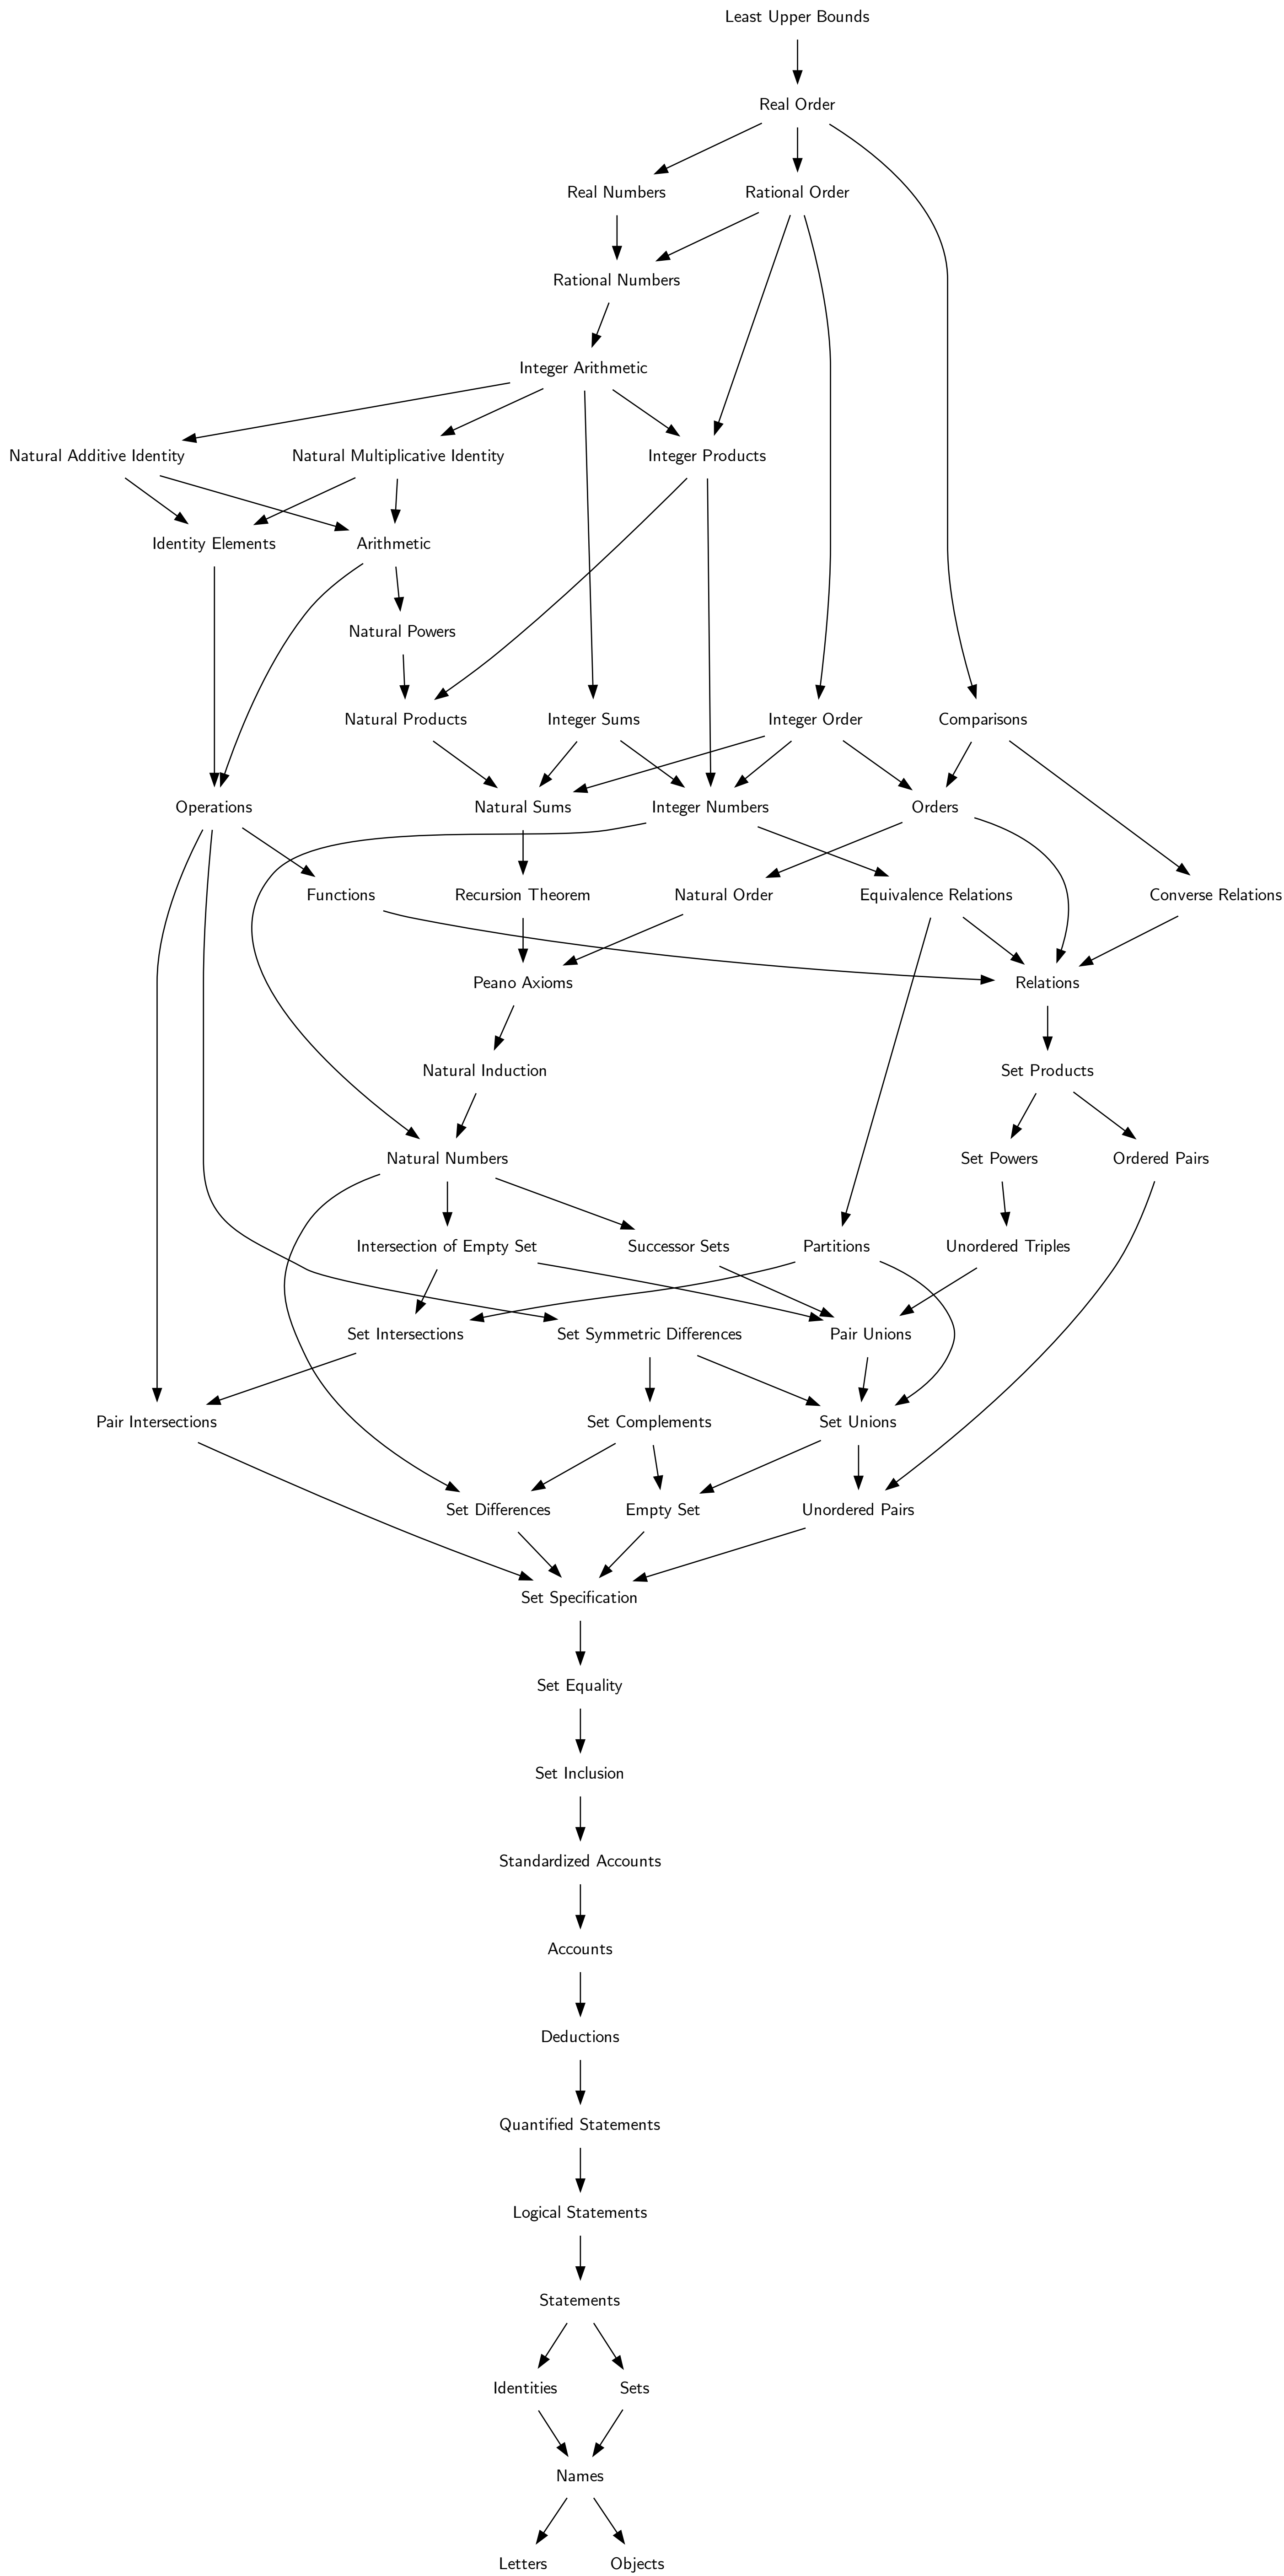 Least Upper Bounds
Real Order
Real Numbers
Rational Order
Rational Numbers
Integer Arithmetic
Natural Additive Identity
Natural Multiplicative Identity
Integer Products
Identity Elements
Arithmetic
Natural Powers
Natural Products
Integer Sums
Integer Order
Comparisons
Operations
Natural Sums
Integer Numbers
Orders
Functions
Recursion Theorem
Natural Order
Equivalence Relations
Converse Relations
Peano Axioms
Relations
Natural Induction
Set Products
Natural Numbers
Set Powers
Ordered Pairs
Intersection of Empty Set
Successor Sets
Partitions
Unordered Triples
Set Intersections
Set Symmetric Differences
Pair Unions
Pair Intersections
Set Complements
Set Unions
Set Differences
Empty Set
Unordered Pairs
Set Specification
Set Equality
Set Inclusion
Standardized Accounts
Accounts
Deductions
Quantified Statements
Logical Statements
Statements
Identities
Sets
Names
Letters
Objects